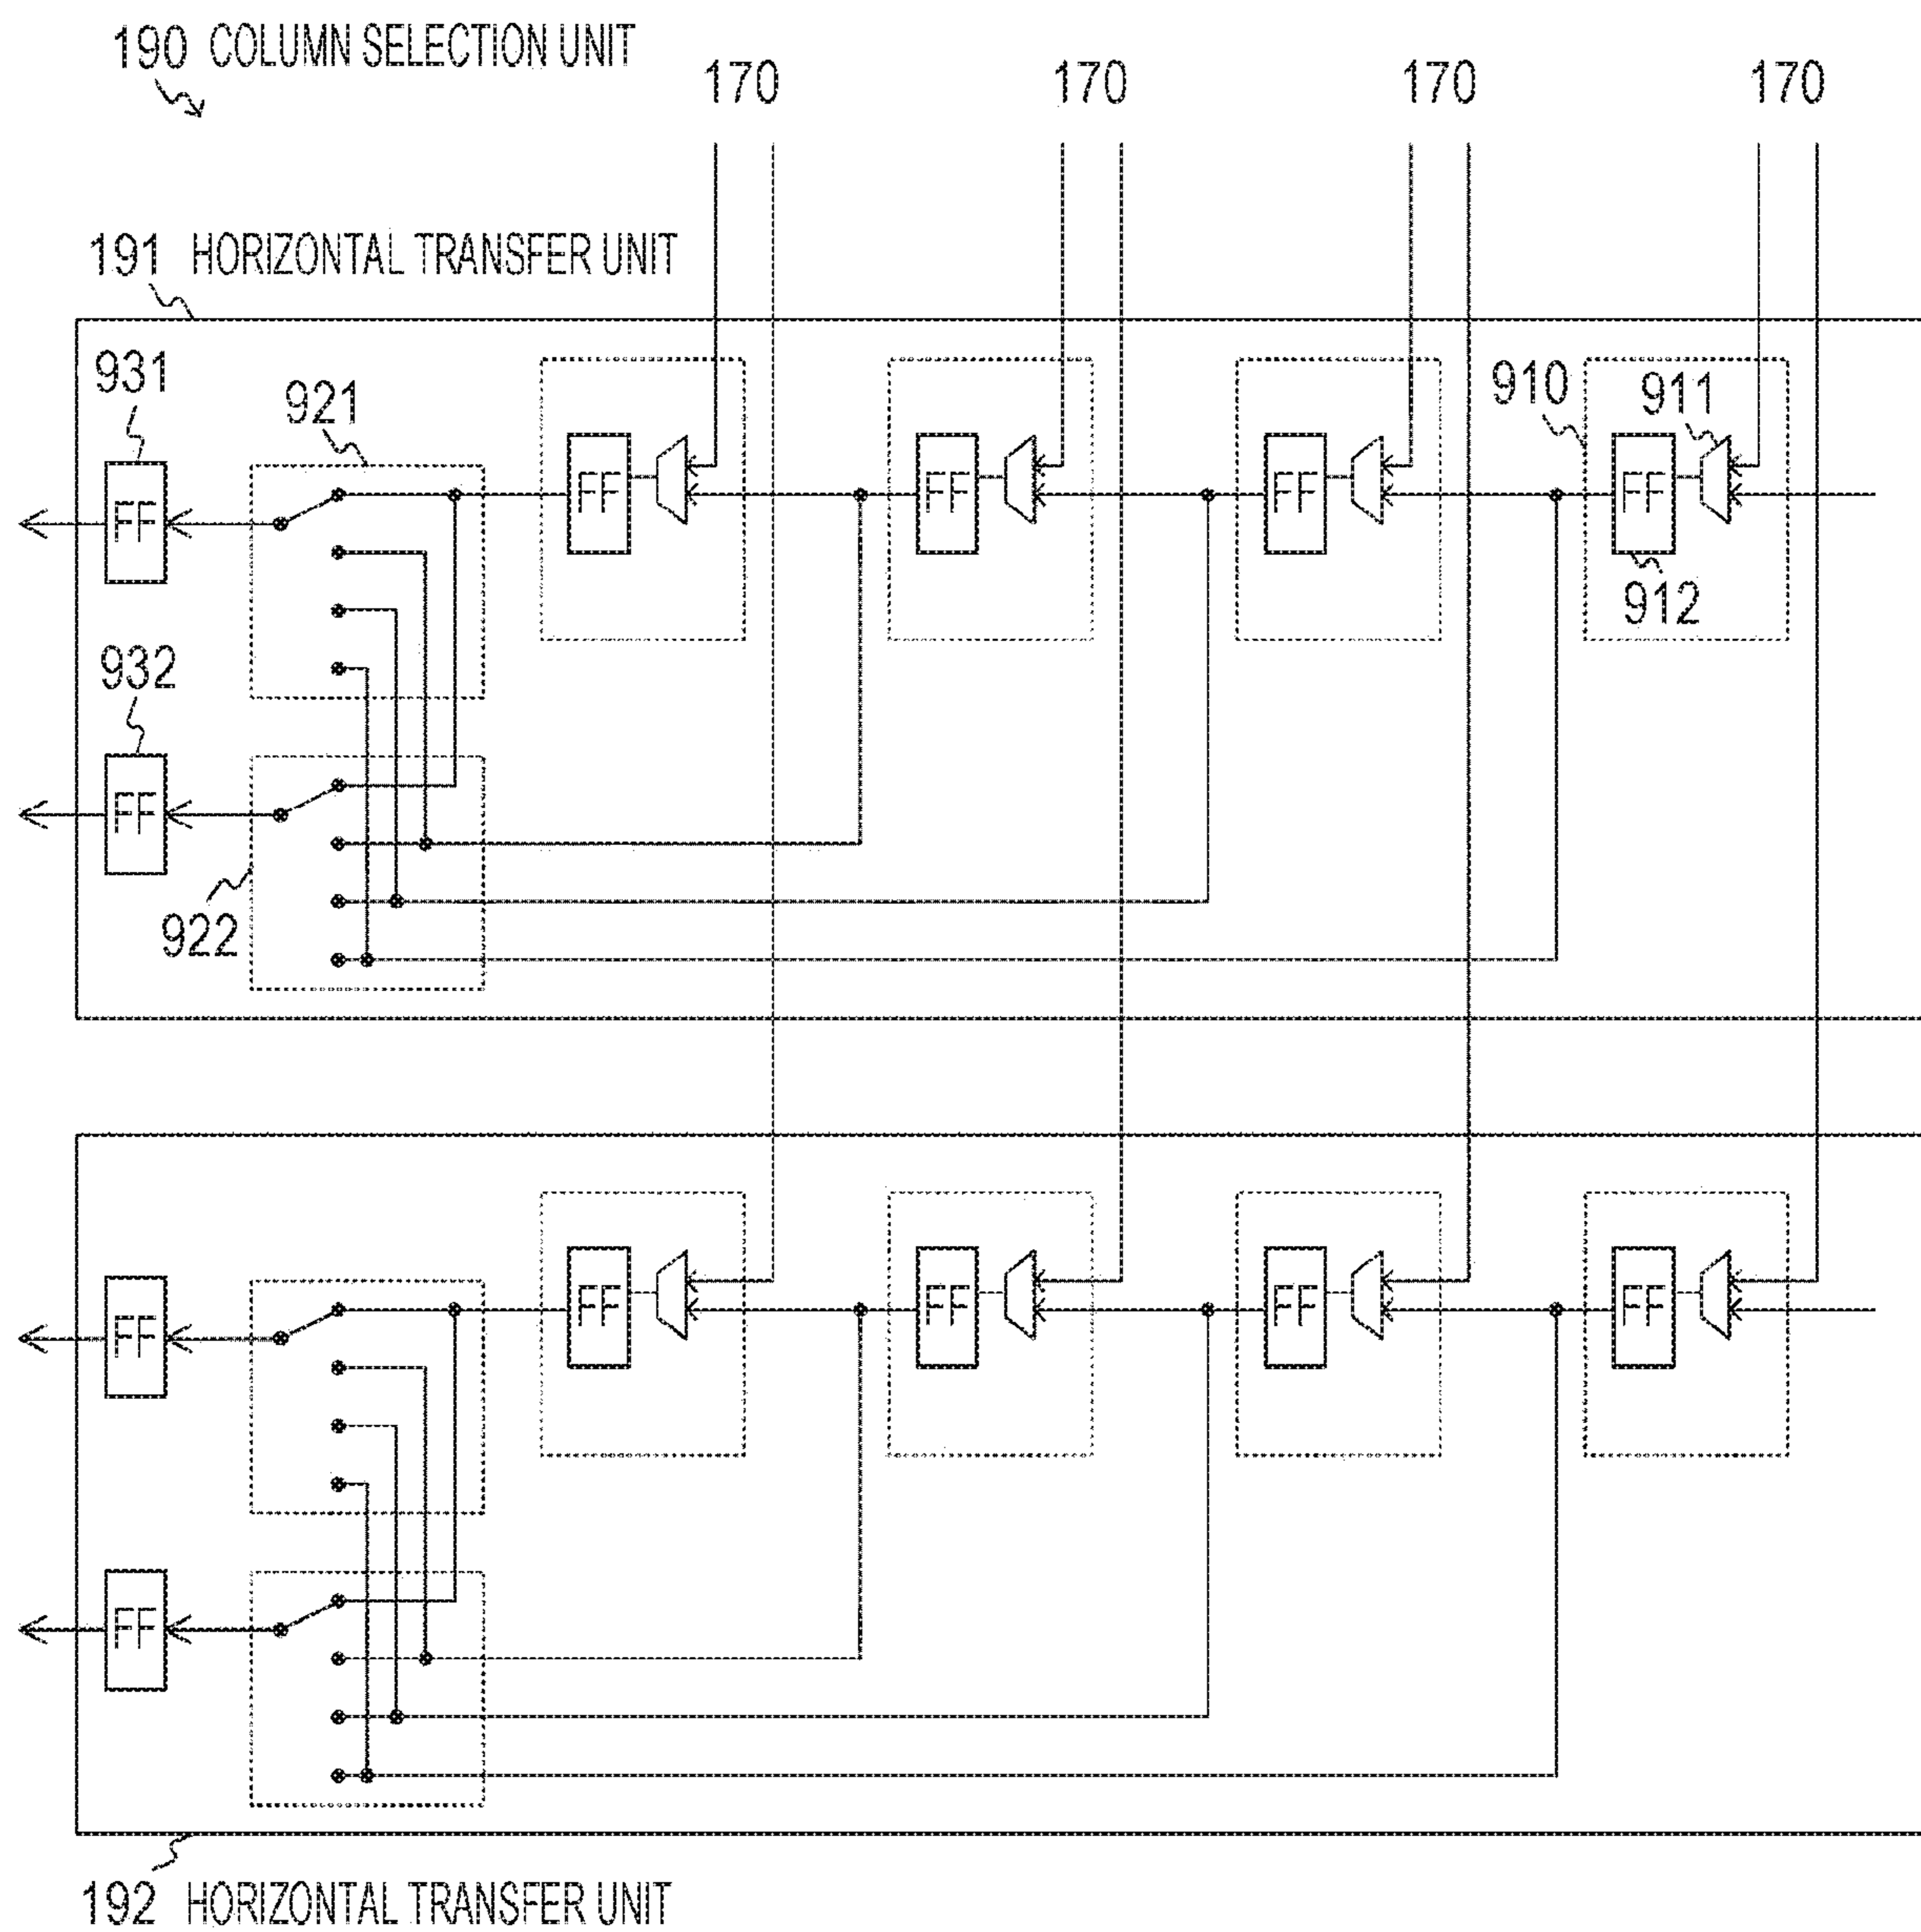 190 COLUMN SELECTION UNIT
170 170 170 170
191 HORIZONTAL TRANSFER UNIT
931
921
910
911
FF
FF
FF
FF
FF
912
932
FF
922
FF
FF
FF
FF
FF
FF
192 HORIZONTAL TRANSFER UNIT